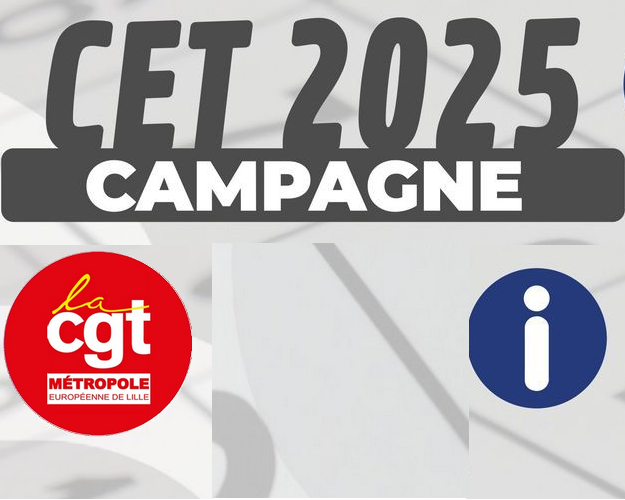 CET 2025
CAMPAGNE
la
cgt
MÉTROPOLE
EUROPÉENNE DE LILLE
i